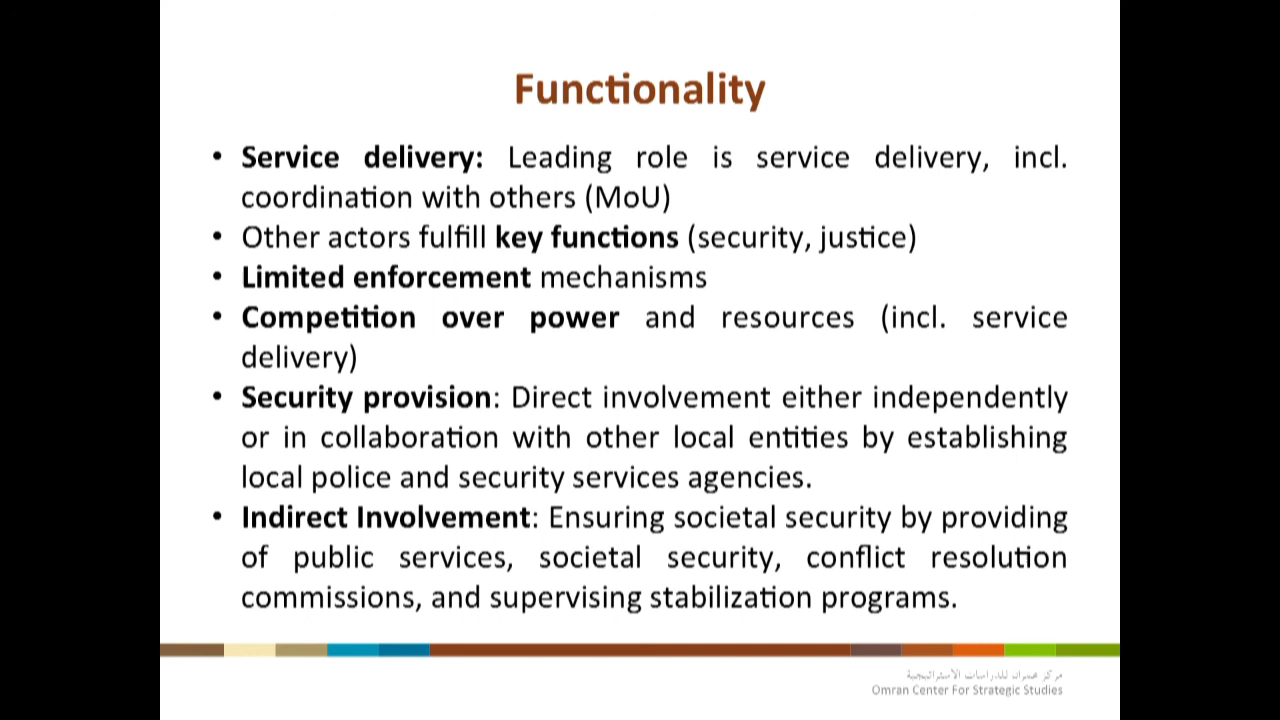 Functionality
• Service delivery: Leading role is service delivery, incl.
coordination with others (MoU)
• Other actors fulfill key functions (security, justice)
• Limited enforcement mechanisms
• Competition over power and resources (incl. service
delivery)
• Security provision: Direct involvement either independently
or in collaboration with other local entities by establishing
local police and security services agencies.
• Indirect Involvement: Ensuring societal security by providing
of public services, societal security, conflict resolution
commissions, and supervising stabilization programs.
مركز عمران للدراسات الاستراتيجية
Omran Center For Strategic Studies